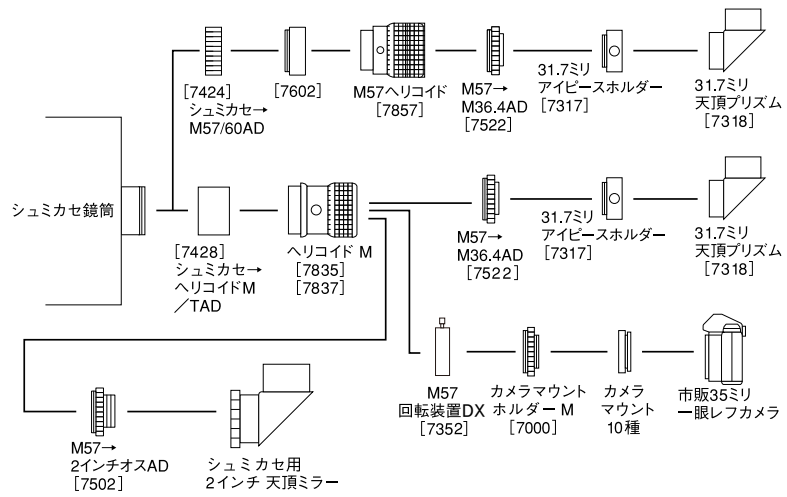 [7424]
シュミカセ→
M57/60AD
[7602]
M57ヘリコイド
[7857]
M57→
M36.4AD
[7522]
31.7ミリ
アイピースホルダー
[7317]
31.7ミリ
天頂プリズム
[7318]
シュミカセ鏡筒
[7428]
シュミカセ→
ヘリコイドM
/TAD
ヘリコイド M
[7835]
[7837]
M57→
M36.4AD
[7522]
31.7ミリ
アイピースホルダー
[7317]
31.7ミリ
天頂プリズム
[7318]
M57
回転装置DX
[7352]
カメラマウント
ホルダー M
[7000]
カメラ
マウント
10種
市販35ミリ
一眼レフカメラ
M57→
2インチオスAD
[7502]
シュミカセ用
2インチ 天頂ミラー